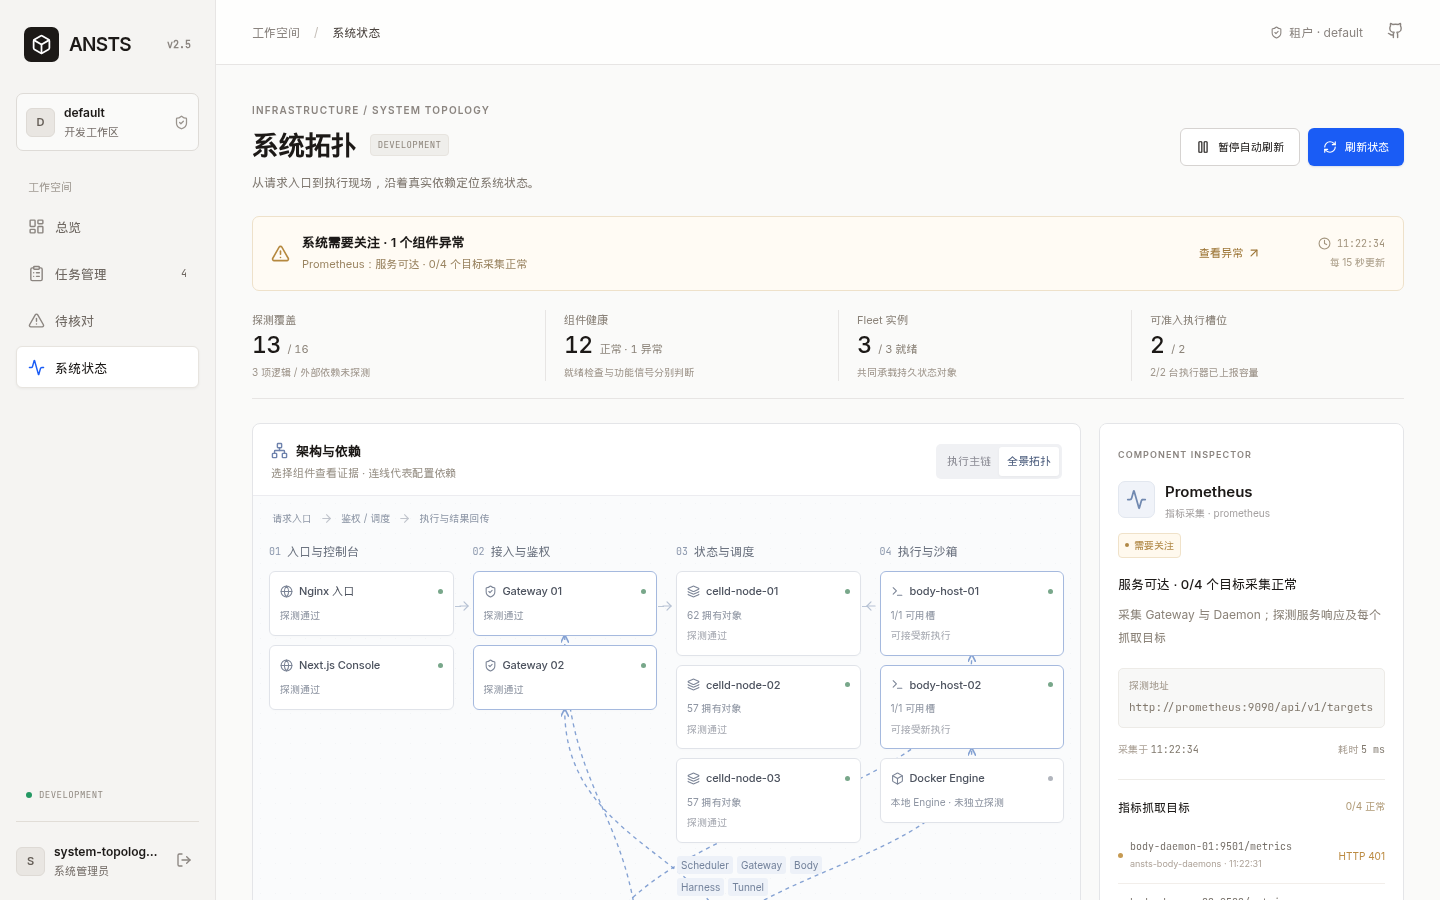 ANSTS v2.5
D default
开发工作区
工作空间
总览
任务管理 4
待核对
系统状态
DEVELOPMENT
S system-topolog...
系统管理员
工作空间 / 系统状态
租户 · default
INFRASTRUCTURE / SYSTEM TOPOLOGY
系统拓扑 DEVELOPMENT
从请求入口到执行现场，沿着真实依赖定位系统状态。
暂停自动刷新
刷新状态
系统需要关注 · 1 个组件异常
Prometheus：服务可达 · 0/4 个目标采集正常
查看异常
11:22:34
每 15 秒更新
探测覆盖
13 / 16
3 项逻辑 / 外部依赖未探测
组件健康
12 正常 · 1 异常
就绪检查与功能信号分别判断
Fleet 实例
3 / 3 就绪
共同承载持久状态对象
可准入执行槽位
2 / 2
2/2 台执行器已上报容量
架构与依赖
选择组件查看证据 · 连线代表配置依赖
执行主链
全景拓扑
请求入口 → 鉴权 / 调度 → 执行与结果回传
01 入口与控制台
Nginx 入口
探测通过
Next.js Console
探测通过
02 接入与鉴权
Gateway 01
探测通过
Gateway 02
探测通过
03 状态与调度
celld-node-01
62 拥有对象
探测通过
celld-node-02
57 拥有对象
探测通过
celld-node-03
57 拥有对象
探测通过
Scheduler Gateway Body
Harness Tunnel
04 执行与沙箱
body-host-01
1/1 可用槽
可接受新执行
body-host-02
1/1 可用槽
可接受新执行
Docker Engine
本地 Engine · 未独立探测
COMPONENT INSPECTOR
Prometheus
指标采集 · prometheus
需要关注
服务可达 · 0/4 个目标采集正常
采集 Gateway 与 Daemon；探测服务响应及每个
抓取目标
探测地址
http://prometheus:9090/api/v1/targets
采集于 11:22:34
耗时 5 ms
指标抓取目标 0/4 正常
body-daemon-01:9501/metrics
ansts-body-daemons · 11:22:31
HTTP 401